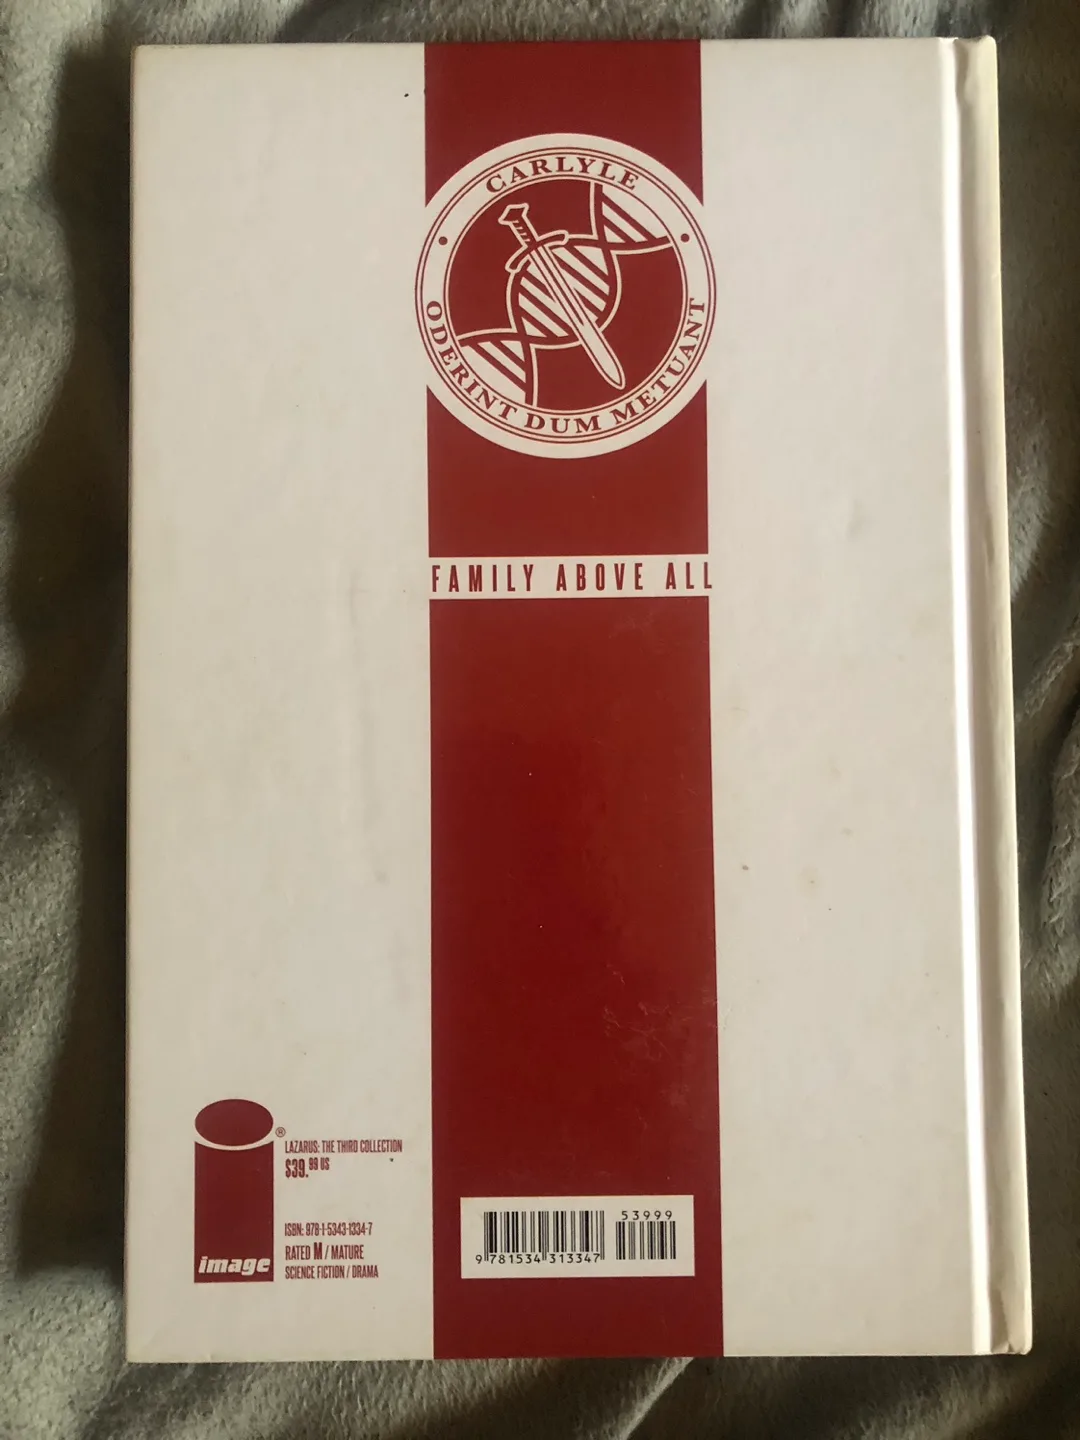 CARLYLE
ODERINT DUM METUANT
FAMILY ABOVE ALL
®
LAZARUS: THE THIRD COLLECTION
$39.99 US
ISBN: 978-1-5343-1334-7
RATED M / MATURE
SCIENCE FICTION / DRAMA
image
53999
9 781534 313347